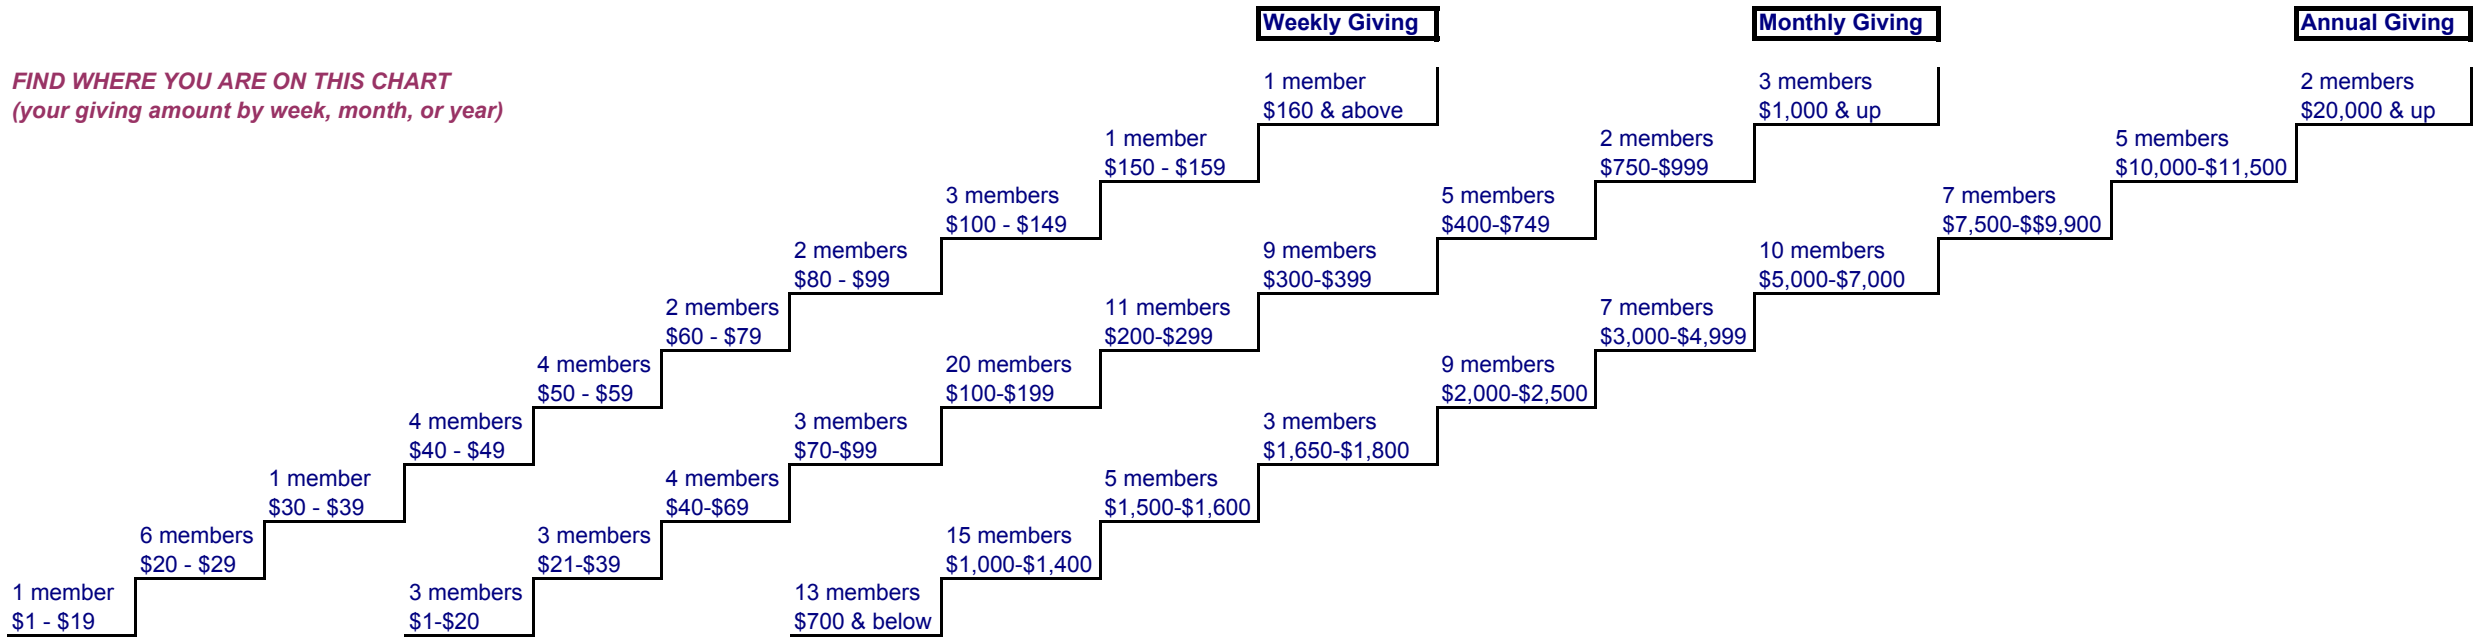 Weekly Giving
Monthly Giving
Annual Giving
FIND WHERE YOU ARE ON THIS CHART
(your giving amount by week, month, or year)
1 member
$160 & above
3 members
$1,000 & up
2 members
$20,000 & up
1 member
$150 - $159
2 members
$750-$999
5 members
$10,000-$11,500
3 members
$100 - $149
5 members
$400-$749
7 members
$7,500-$$9,900
2 members
$80 - $99
9 members
$300-$399
10 members
$5,000-$7,000
2 members
$60 - $79
11 members
$200-$299
7 members
$3,000-$4,999
4 members
$50 - $59
20 members
$100-$199
9 members
$2,000-$2,500
4 members
$40 - $49
3 members
$70-$99
3 members
$1,650-$1,800
1 member
$30 - $39
4 members
$40-$69
5 members
$1,500-$1,600
6 members
$20 - $29
3 members
$21-$39
15 members
$1,000-$1,400
1 member
$1 - $19
3 members
$1-$20
13 members
$700 & below